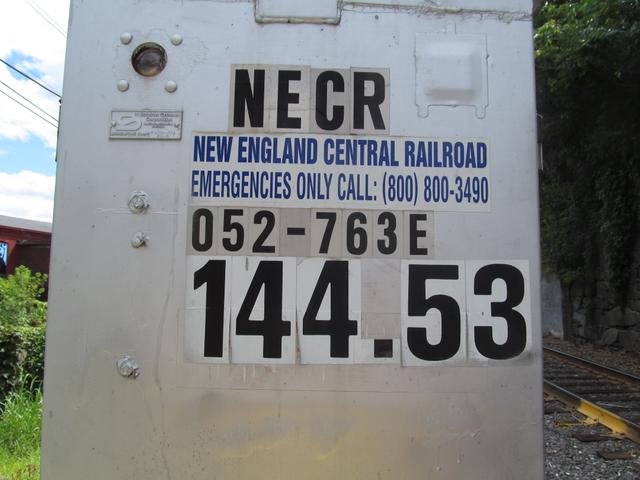 NECR
NEW ENGLAND CENTRAL RAILROAD
EMERGENCIES ONLY CALL: (800) 800-3490
052-763E
144.53